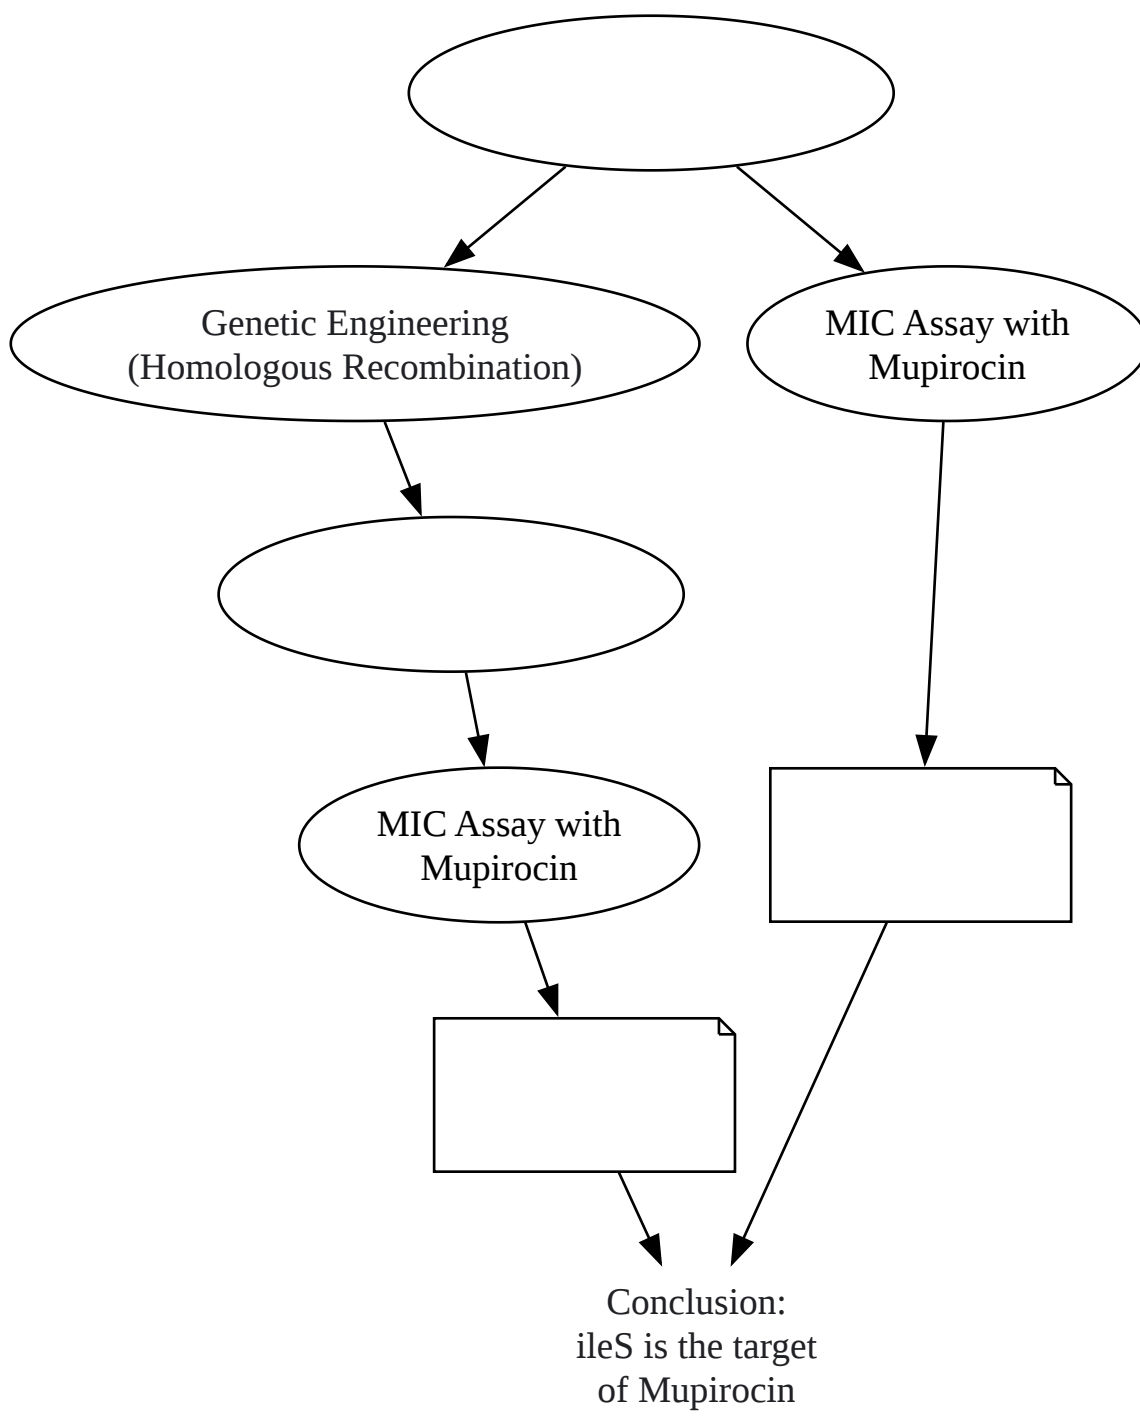 Genetic Engineering
(Homologous Recombination)
MIC Assay with
Mupirocin
MIC Assay with
Mupirocin
Conclusion:
ileS is the target
of Mupirocin